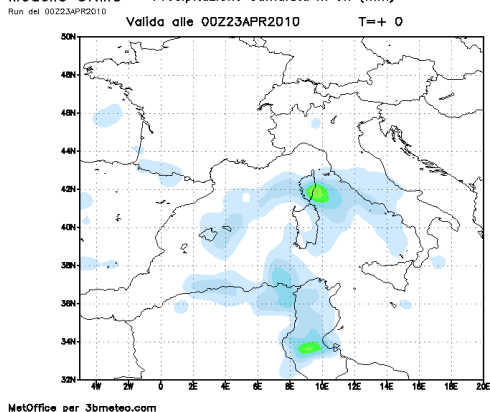 Run del 00Z23APR2010
Valida alle 00Z23APR2010 T=+ 0
50N
48N
46N
44N
42N
40N
38N
36N
34N
32N
4W 2W 0 2E 4E 6E 8E 10E 12E 14E 16E 18E 20E
MetOffice per 3bmeteo.com